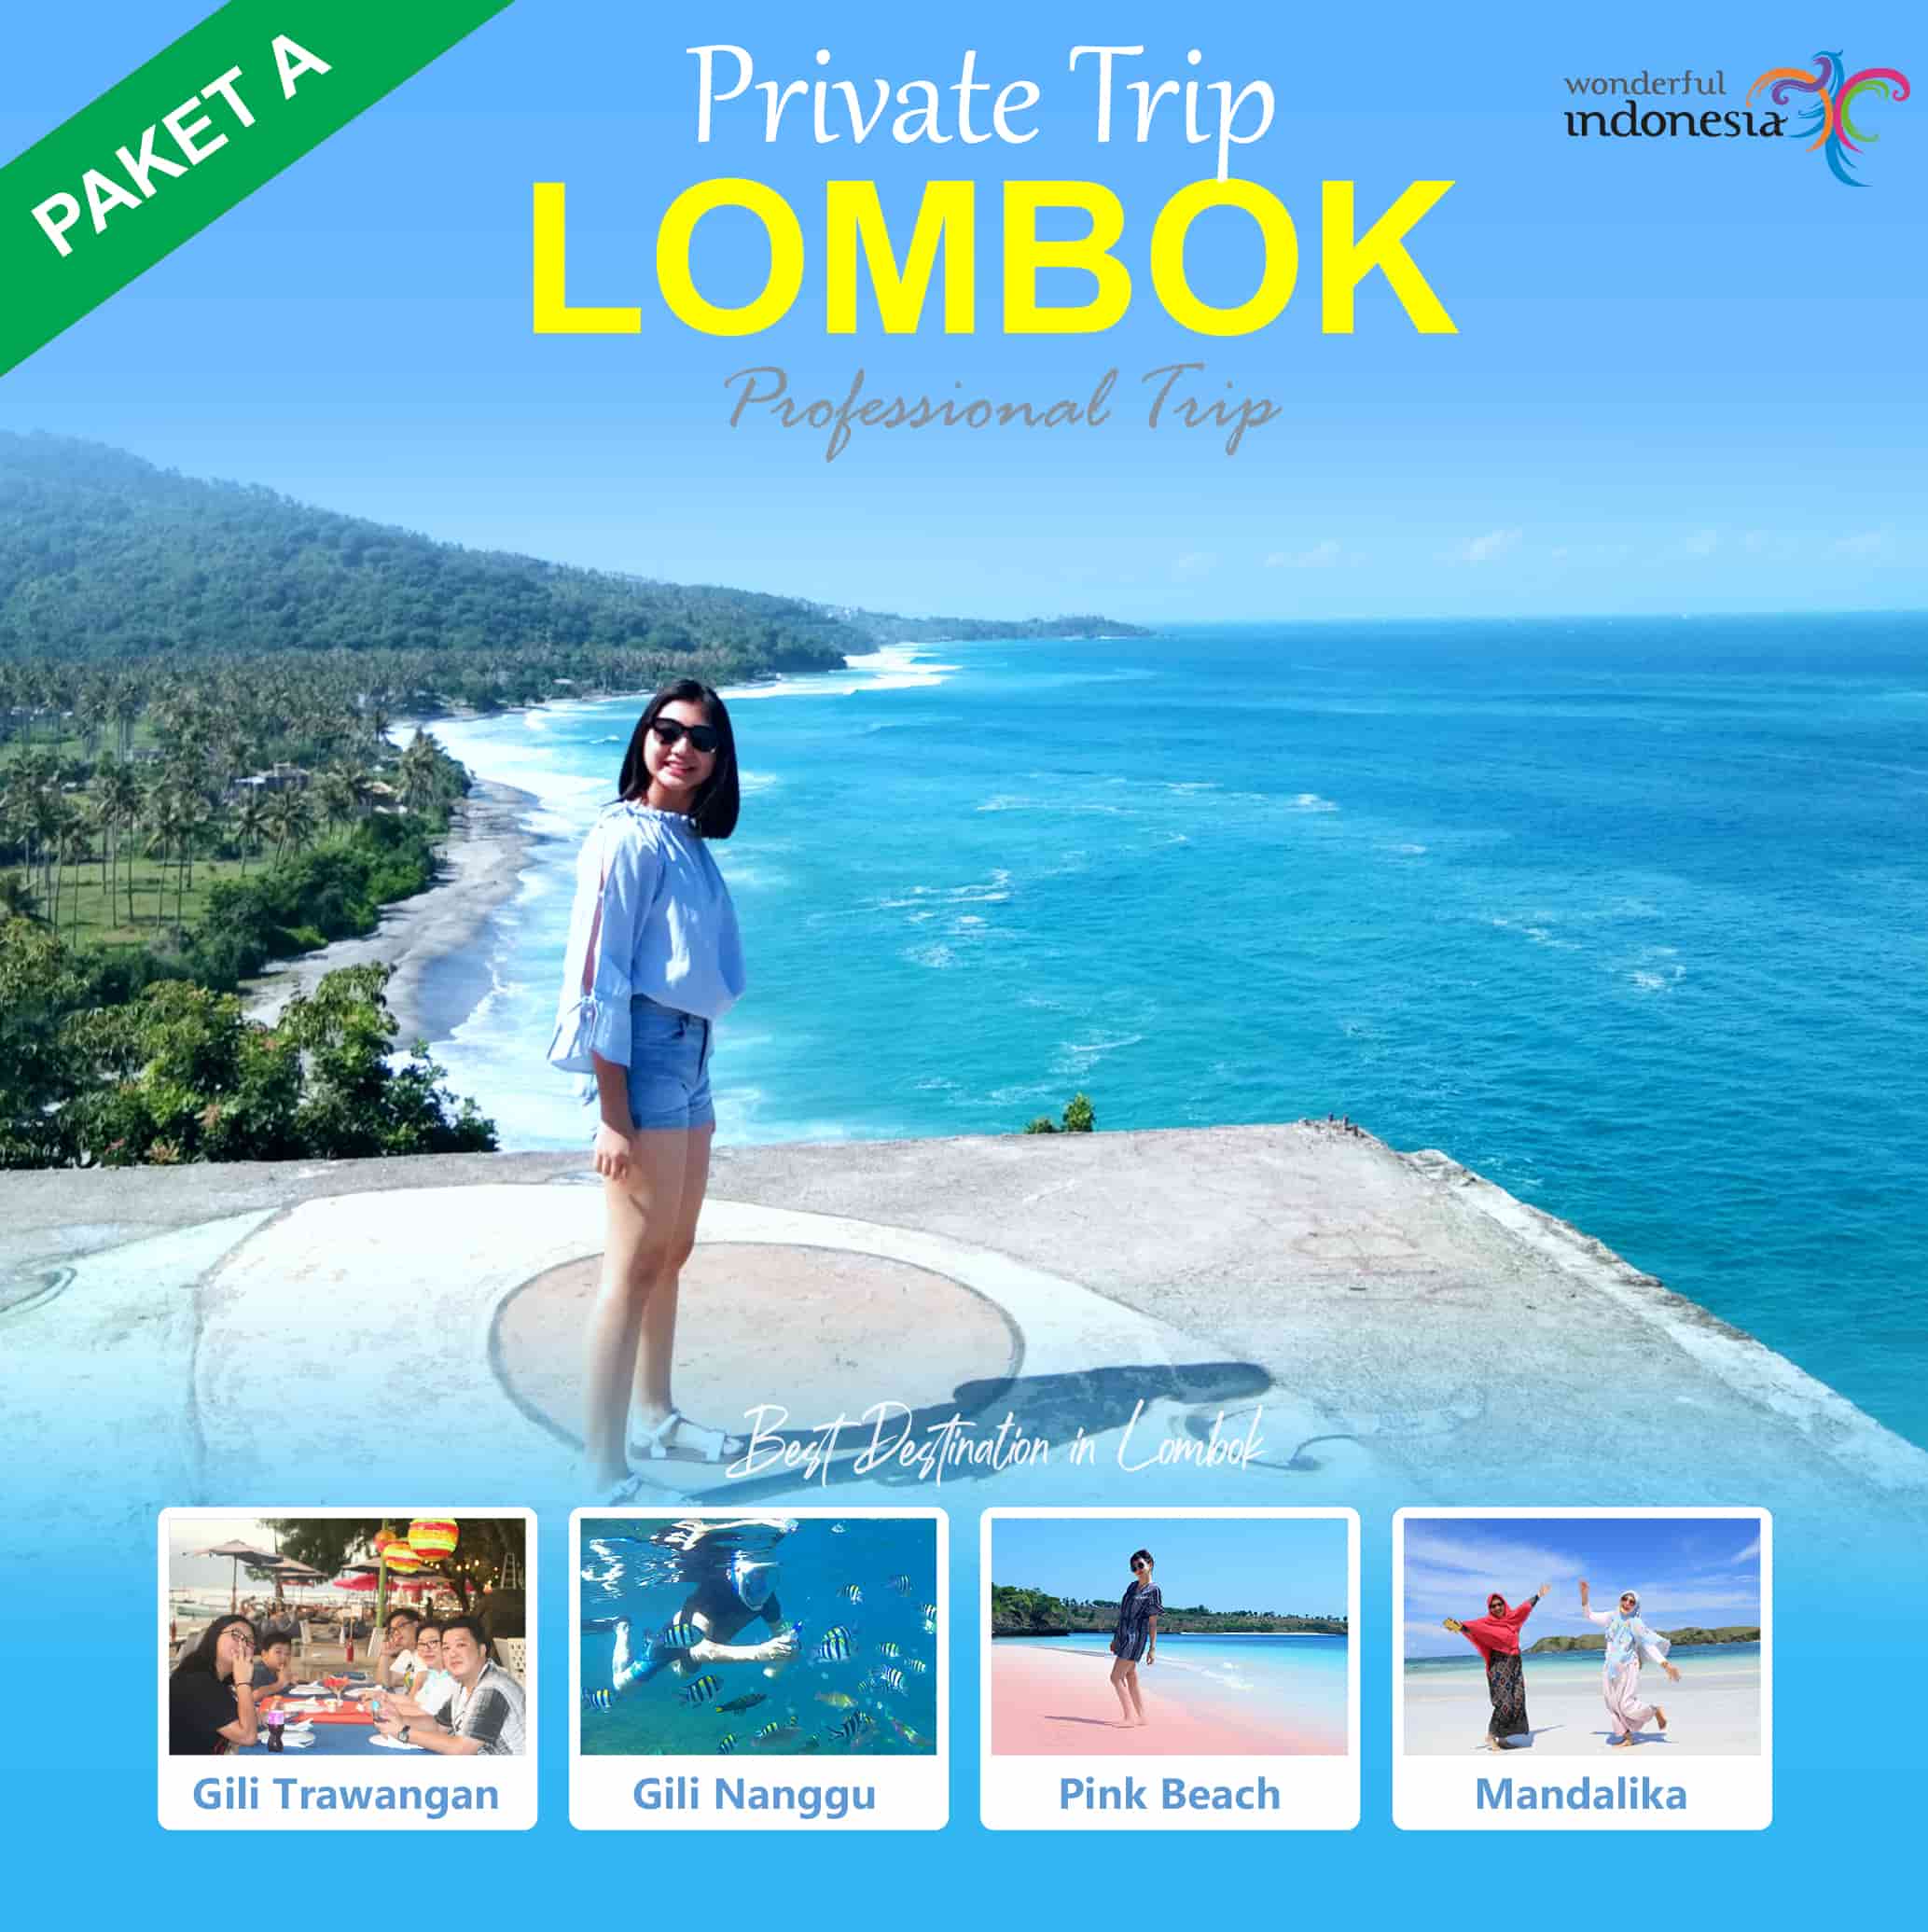 PAKET A
Private Trip
wonderful
indonesia
LOMBOK
Professional Trip
Best Destination in Lombok
Gili Trawangan
Gili Nanggu
Pink Beach
Mandalika